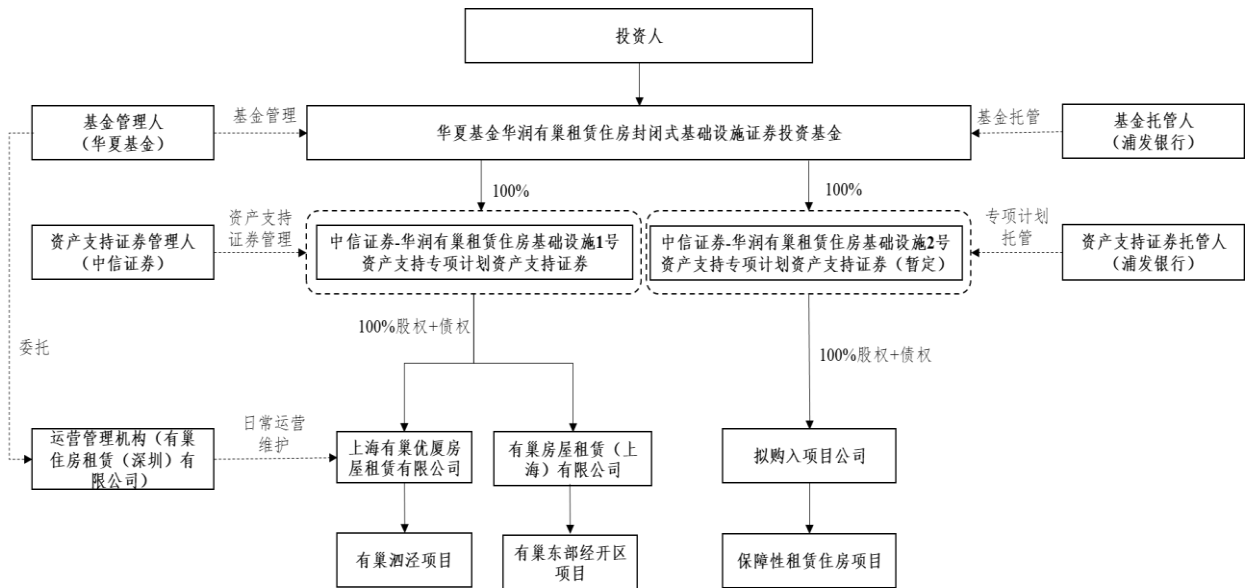 投资人
基金管理人
（华夏基金）
基金管理
华夏基金华润有巢租赁住房封闭式基础设施证券投资基金
基金托管
基金托管人
（浦发银行）
100%
100%
资产支持证券管理人
（中信证券）
资产支持
证券管理
中信证券-华润有巢租赁住房基础设施1号
资产支持专项计划资产支持证券
中信证券-华润有巢租赁住房基础设施2号
资产支持专项计划资产支持证券（暂定）
专项计划
托管
资产支持证券托管人
（浦发银行）
委托
100%股权+债权
100%股权+债权
运营管理机构（有巢
住房租赁（深圳）有
限公司）
日常运营
维护
上海有巢优厦房
屋租赁有限公司
有巢房屋租赁（上
海）有限公司
拟购入项目公司
有巢泗泾项目
有巢东部经开区
项目
保障性租赁住房项目